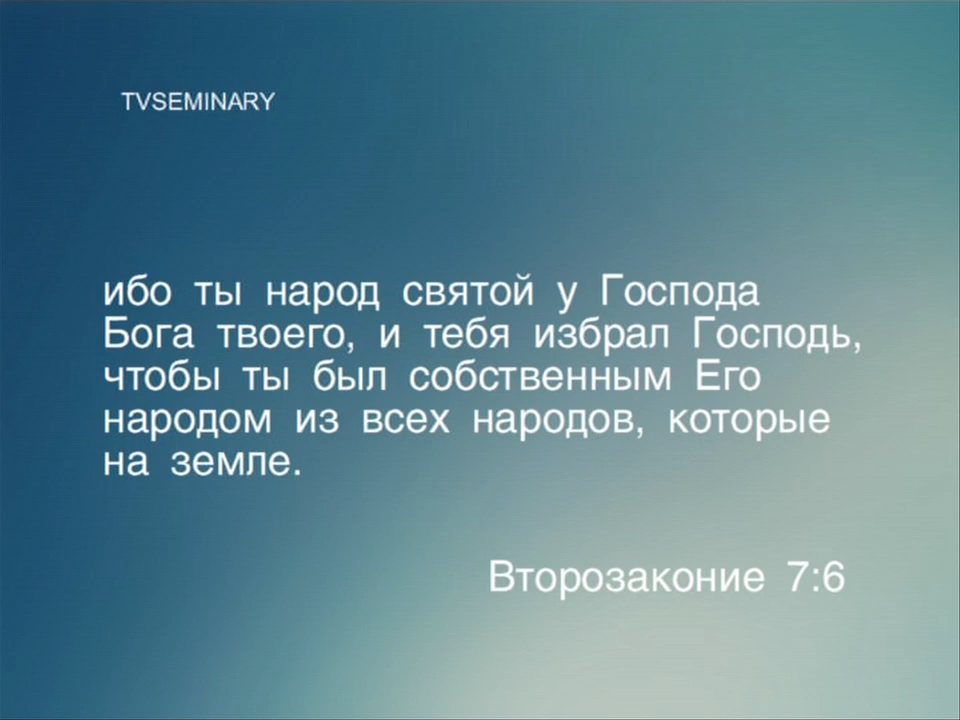 TVSEMINARY
ибо ты народ святой у Господа
Бога твоего, и тебя избрал Господь,
чтобы ты был собственным Его
народом из всех народов, которые
на земле.
Второзаконие 7:6